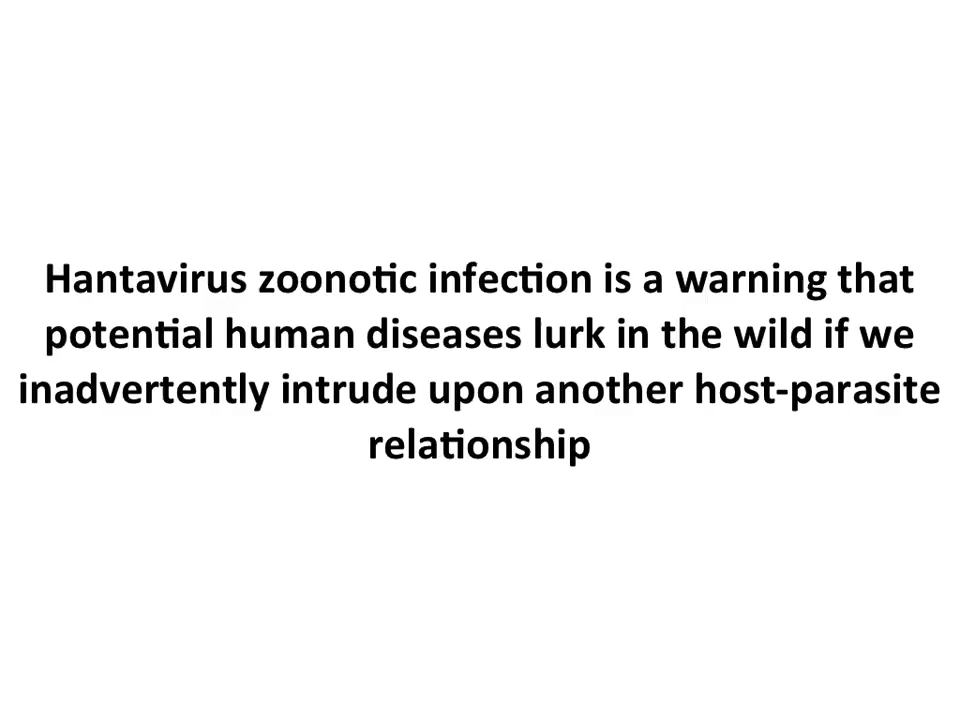 Hantavirus zoonotic infection is a warning that
potential human diseases lurk in the wild if we
inadvertently intrude upon another host-parasite
relationship